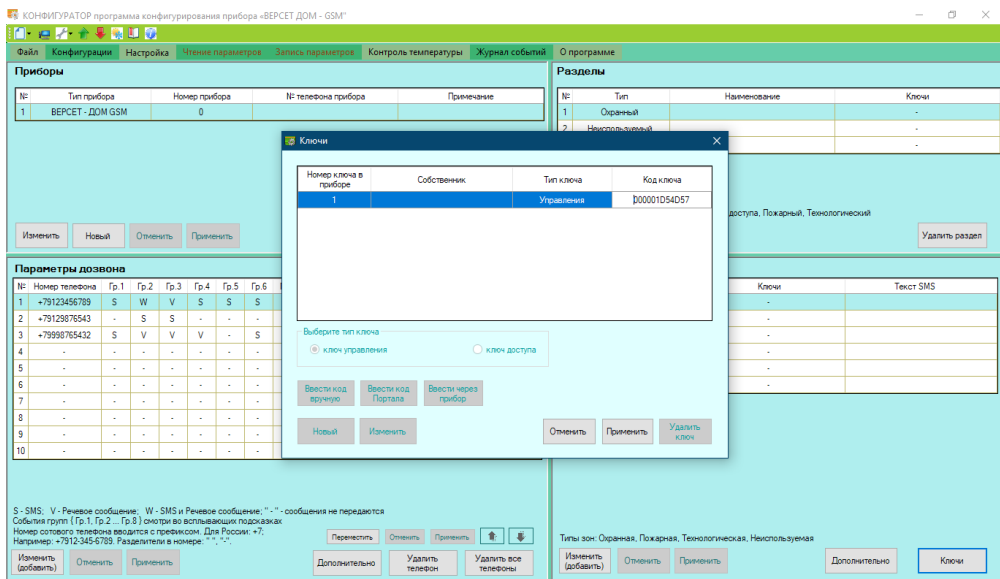 КОНФИГУРАТОР программа конфигурирования прибора «ВЕРСЕТ ДОМ - GSM"
Файл Конфигурации Настройка Чтение параметров Запись параметров Контроль температуры Журнал событий О программе
Приборы
№ Тип прибора Номер прибора № телефона прибора Примечание
1 ВЕРСЕТ - ДОМ GSM 0
Изменить Новый Отменить Применить
Разделы
№ Тип Наименование Ключи
1 Охранный -
2 Неиспользуемый -
-
доступа, Пожарный, Технологический
Удалить раздел
Ключи
Номер ключа в приборе Собственник Тип ключа Код ключа
1 Управления 000001D54D57
Выберите тип ключа
ключ управления ключ доступа
Ввести код вручную Ввести код Портала Ввести через прибор
Новый Изменить Отменить Применить Удалить ключ
Параметры дозвона
№ Номер телефона Гр.1 Гр.2 Гр.3 Гр.4 Гр.5 Гр.6
1 +79123456789 S W V S S S
2 +79129876543 - S S - - -
3 +79998765432 S V V V - S
4 - - - - - - -
5 - - - - - - -
6 - - - - - - -
7 - - - - - - -
8 - - - - - - -
9 - - - - - - -
10 - - - - - - -
S - SMS; V - Речевое сообщение; W - SMS и Речевое сообщение; " - " - сообщения не передаются
События групп ( Гр.1, Гр.2 ... Гр.8 ) смотри во всплывающих подсказках
Номер сотового телефона вводится с префиксом. Для России: +7;
Например: +7912-345-6789. Разделители в номере: " ", "-".
Переместить Отменить Применить
Изменить (добавить) Отменить Применить Дополнительно Удалить телефон Удалить все телефоны
Ключи Текст SMS
-
-
-
-
-
-
Типы зон: Охранная, Пожарная, Технологическая, Неиспользуемая
Изменить (добавить) Отменить Применить Дополнительно Ключи